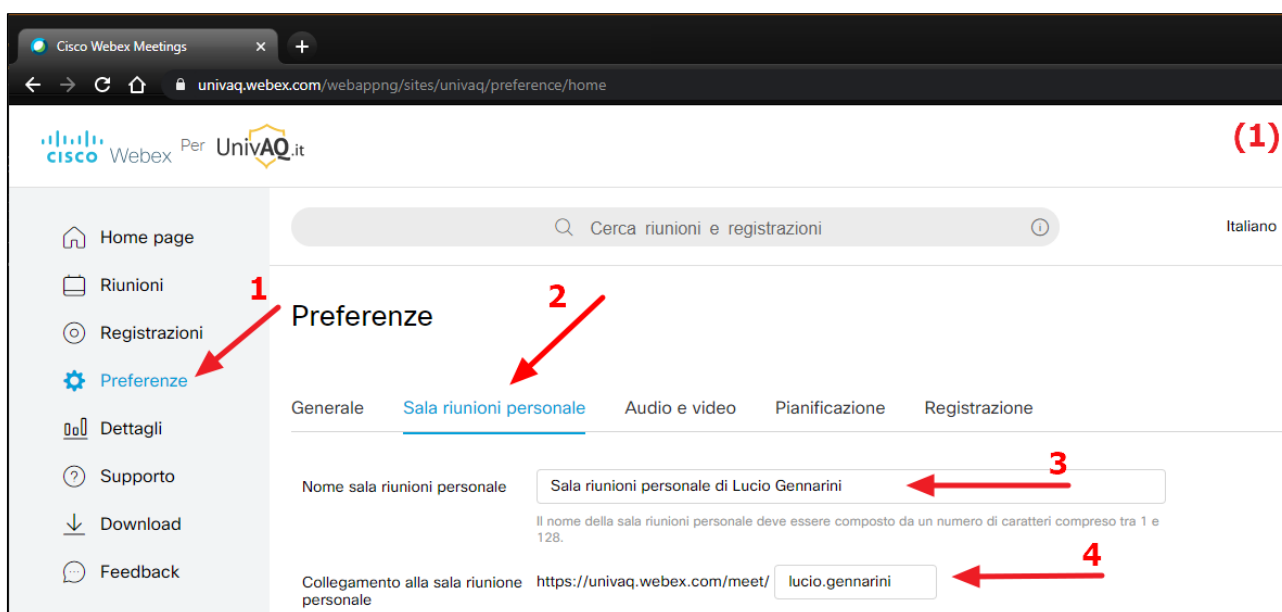 Cisco Webex Meetings
univaq.webex.com/webappng/sites/univaq/preference/home
CISCO Webex Per UnivAQ.it
(1)
Cerca riunioni e registrazioni
Italiano
Home page
Riunioni
1
Registrazioni
Preferenze
Dettagli
Supporto
Download
Feedback
Preferenze
2
Generale Sala riunioni personale Audio e video Pianificazione Registrazione
Nome sala riunioni personale
Sala riunioni personale di Lucio Gennarini
3
Il nome della sala riunioni personale deve essere composto da un numero di caratteri compreso tra 1 e
128.
4
Collegamento alla sala riunione
personale
https://univaq.webex.com/meet/ lucio.gennarini